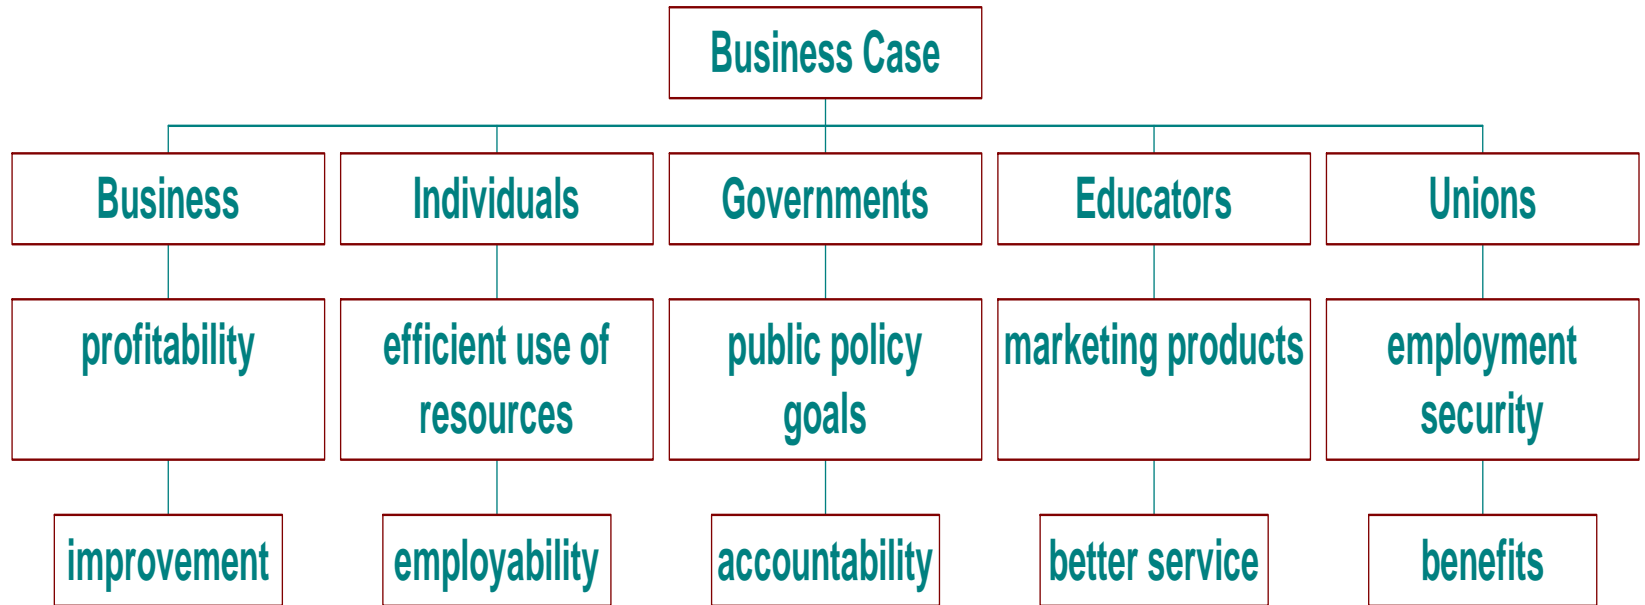 Business Case
Business
Individuals
Governments
Educators
Unions
profitability
efficient use of
resources
public policy
goals
marketing products
employment
security
improvement
employability
accountability
better service
benefits